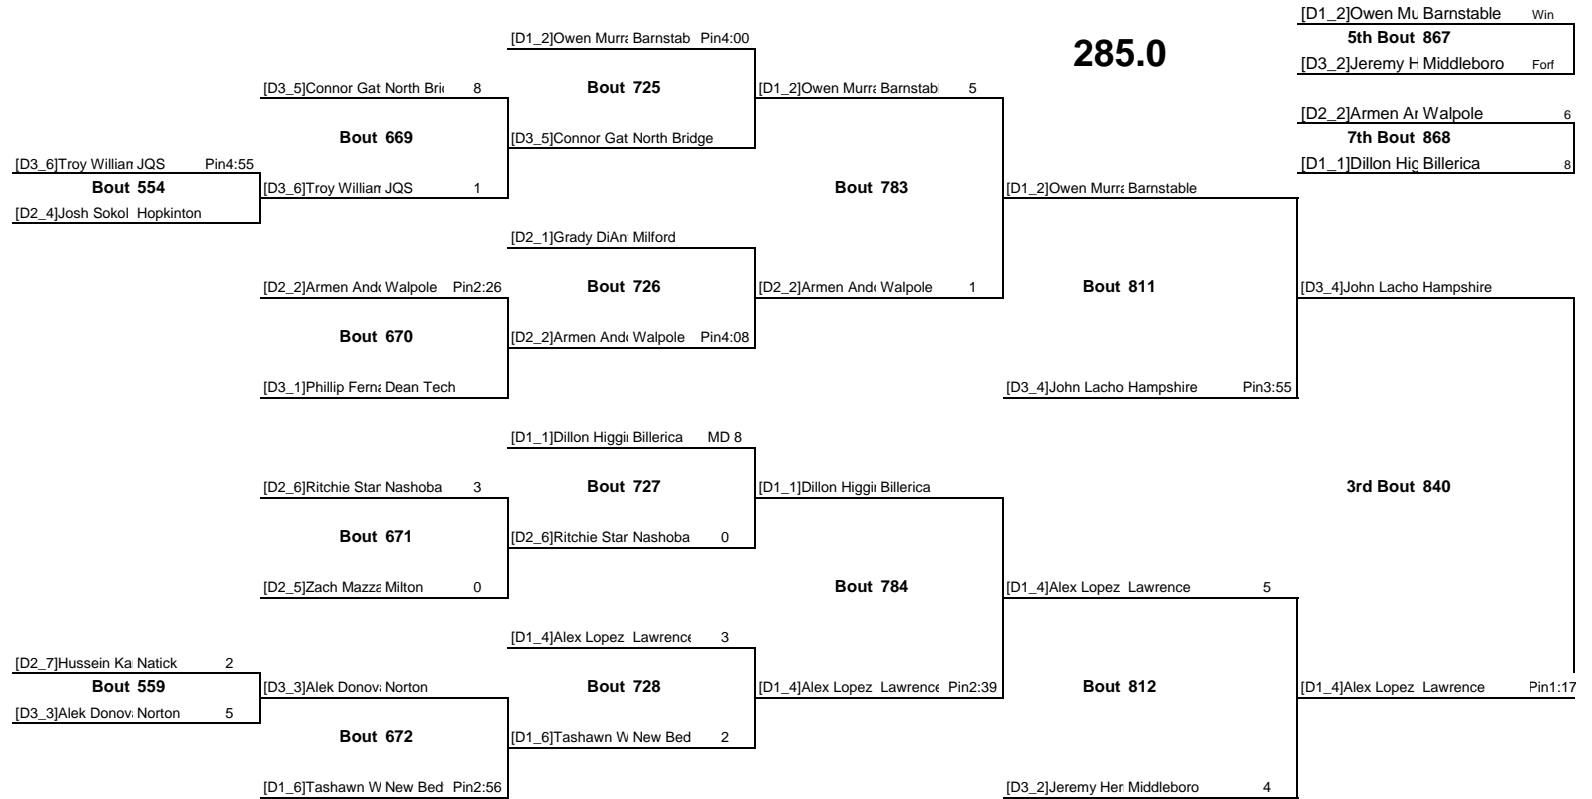 [D1_2]Owen Mu Barnstable Win
5th Bout 867
[D3_2]Jeremy H Middleboro Forf
285.0
[D2_2]Armen Ar Walpole 6
7th Bout 868
[D1_1]Dillon Hig Billerica 8
[D3_6]Troy William JQS Pin4:55
Bout 554
[D2_4]Josh Sokol Hopkinton
[D2_7]Hussein Ka Natick 2
Bout 559
[D3_3]Alek Donova Norton 5
[D3_5]Connor Gat North Bri 8
Bout 669
[D3_6]Troy William JQS 1
[D2_2]Armen Ando Walpole Pin2:26
Bout 670
[D3_1]Phillip Ferna Dean Tech
[D2_6]Ritchie Star Nashoba 3
Bout 671
[D2_5]Zach Mazza Milton 0
[D3_3]Alek Donova Norton
Bout 672
[D1_6]Tashawn W New Bed Pin2:56
[D1_2]Owen Murra Barnstab Pin4:00
Bout 725
[D3_5]Connor Gat North Bridge
[D2_1]Grady DiAn Milford
Bout 726
[D2_2]Armen Ando Walpole Pin4:08
[D1_1]Dillon Higgi Billerica MD 8
Bout 727
[D2_6]Ritchie Star Nashoba 0
[D1_4]Alex Lopez Lawrence 3
Bout 728
[D1_6]Tashawn W New Bed 2
[D1_2]Owen Murra Barnstab 5
Bout 783
[D2_2]Armen Ando Walpole 1
[D1_1]Dillon Higgi Billerica
Bout 784
[D1_4]Alex Lopez Lawrence Pin2:39
[D1_2]Owen Murra Barnstable
Bout 811
[D3_4]John Lacho Hampshire Pin3:55
[D1_4]Alex Lopez Lawrence 5
Bout 812
[D3_2]Jeremy Her Middleboro 4
[D3_4]John Lacho Hampshire
3rd Bout 840
[D1_4]Alex Lopez Lawrence Pin1:17